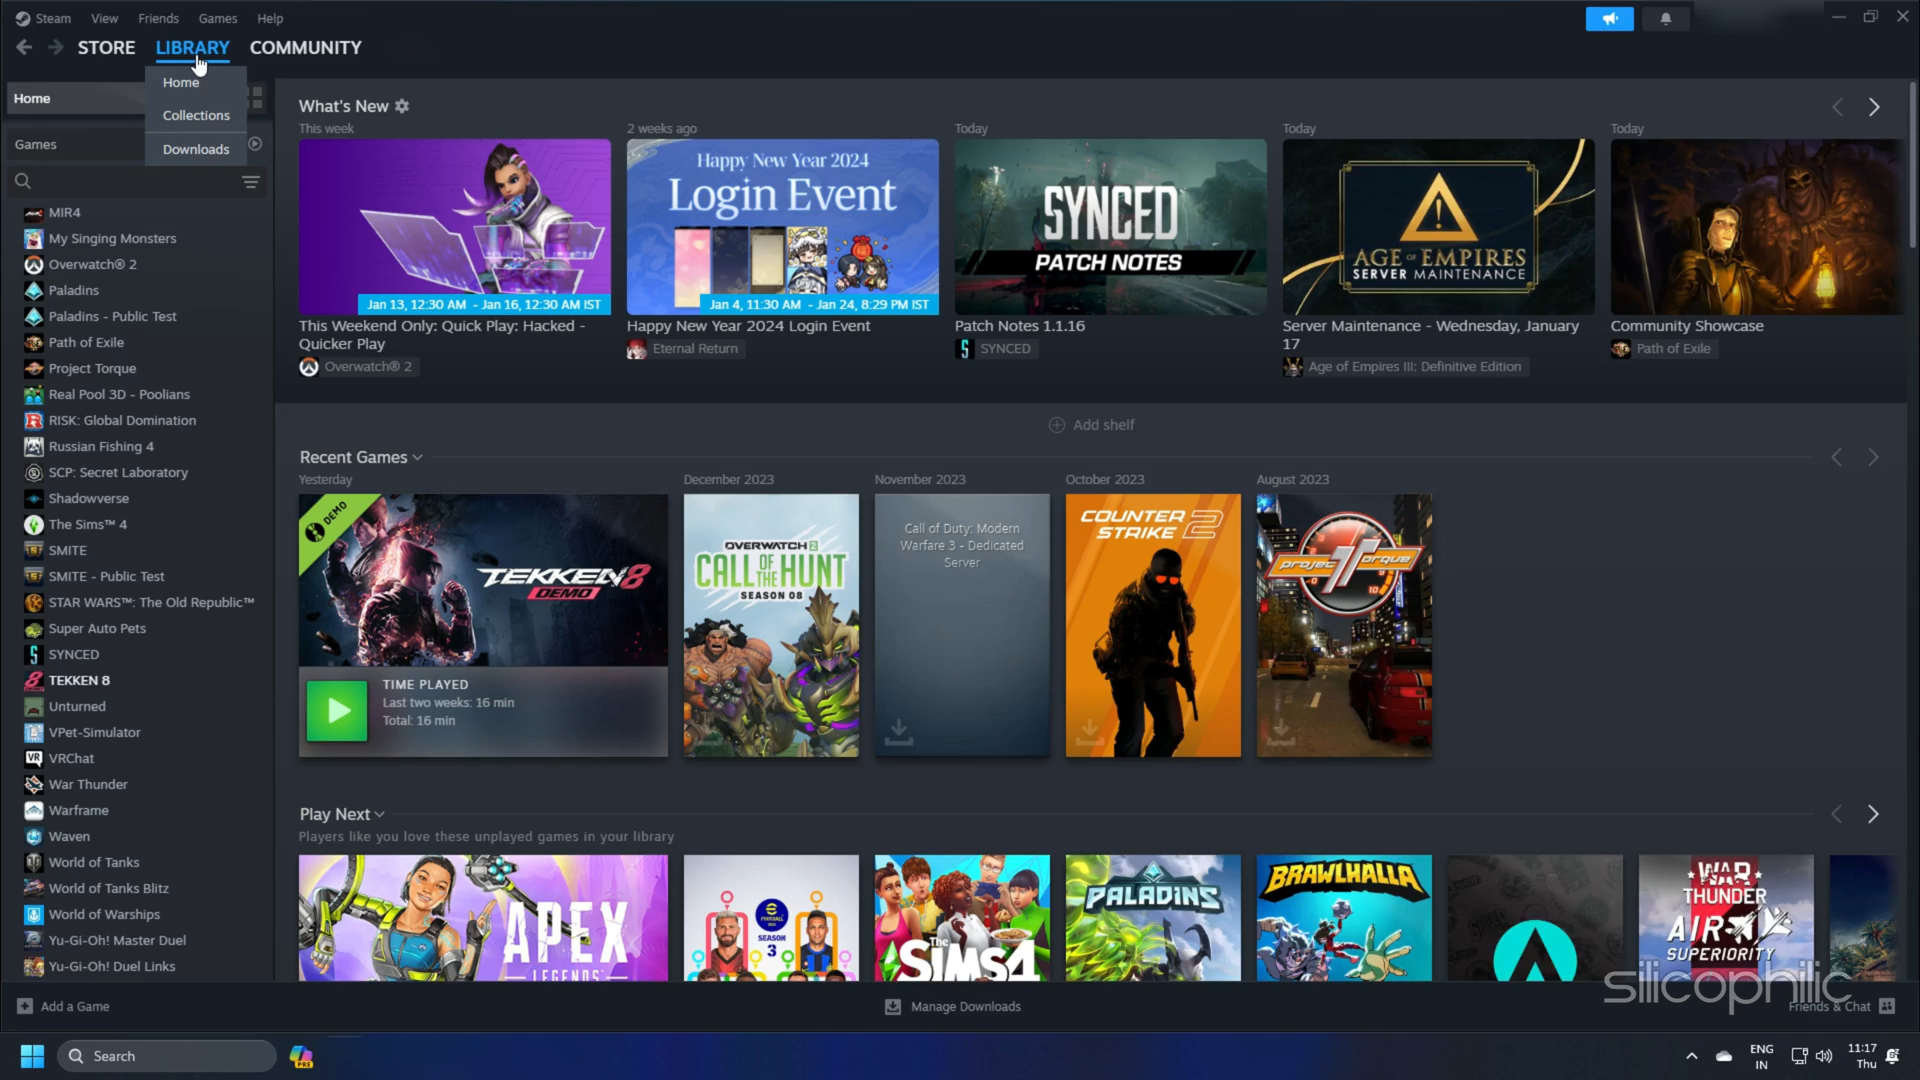 Steam View Friends Games Help
STORE LIBRARY COMMUNITY
Home
Collections
Downloads
Home
Games
MIR4
My Singing Monsters
Overwatch® 2
Paladins
Paladins - Public Test
Path of Exile
Project Torque
Real Pool 3D - Poolians
RISK: Global Domination
Russian Fishing 4
SCP: Secret Laboratory
Shadowverse
The Sims™ 4
SMITE
SMITE - Public Test
STAR WARS™: The Old Republic™
Super Auto Pets
SYNCED
TEKKEN 8
Unturned
VPet-Simulator
VRChat
War Thunder
Warframe
Waven
World of Tanks
World of Tanks Blitz
World of Warships
Yu-Gi-Oh! Master Duel
Yu-Gi-Oh! Duel Links
What's New
This week
Jan 13, 12:30 AM - Jan 16, 12:30 AM IST
This Weekend Only: Quick Play: Hacked -
Quicker Play
Overwatch® 2
2 weeks ago
Happy New Year 2024
Login Event
Jan 4, 11:30 AM - Jan 24, 8:29 PM IST
Happy New Year 2024 Login Event
Eternal Return
Today
SYNCED
PATCH NOTES
Patch Notes 1.1.16
SYNCED
Today
AGE OF EMPIRES
SERVER MAINTENANCE
Server Maintenance - Wednesday, January
17
Age of Empires III: Definitive Edition
Today
Community Showcase
Path of Exile
Add shelf
Recent Games
Yesterday
DEMO
TEKKEN 8
DEMO
TIME PLAYED
Last two weeks: 16 min
Total: 16 min
December 2023
OVERWATCH 2
CALL OF THE HUNT
SEASON 08
November 2023
Call of Duty: Modern
Warfare 3 - Dedicated
Server
October 2023
COUNTER
STRIKE 2
August 2023
project torque
Play Next
Players like you love these unplayed games in your library
APEX
LEGENDS
SEASON
3
The
SIMS4
PALADINS
BRAWLHALLA
WAR
THUNDER
AIR
SUPERIORITY
silicophilic
Add a Game
Manage Downloads
Friends & Chat
Search
PRE
ENG
IN
11:17
Thu